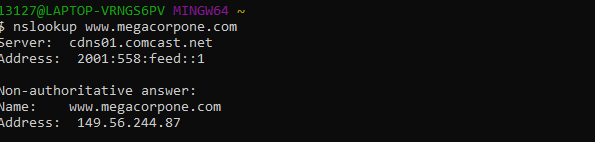 13127@LAPTOP-VRNGS6PV MINGW64 ~
$ nslookup www.megacorpone.com
Server:  cdns01.comcast.net
Address:  2001:558:feed::1

Non-authoritative answer:
Name:    www.megacorpone.com
Address:  149.56.244.87